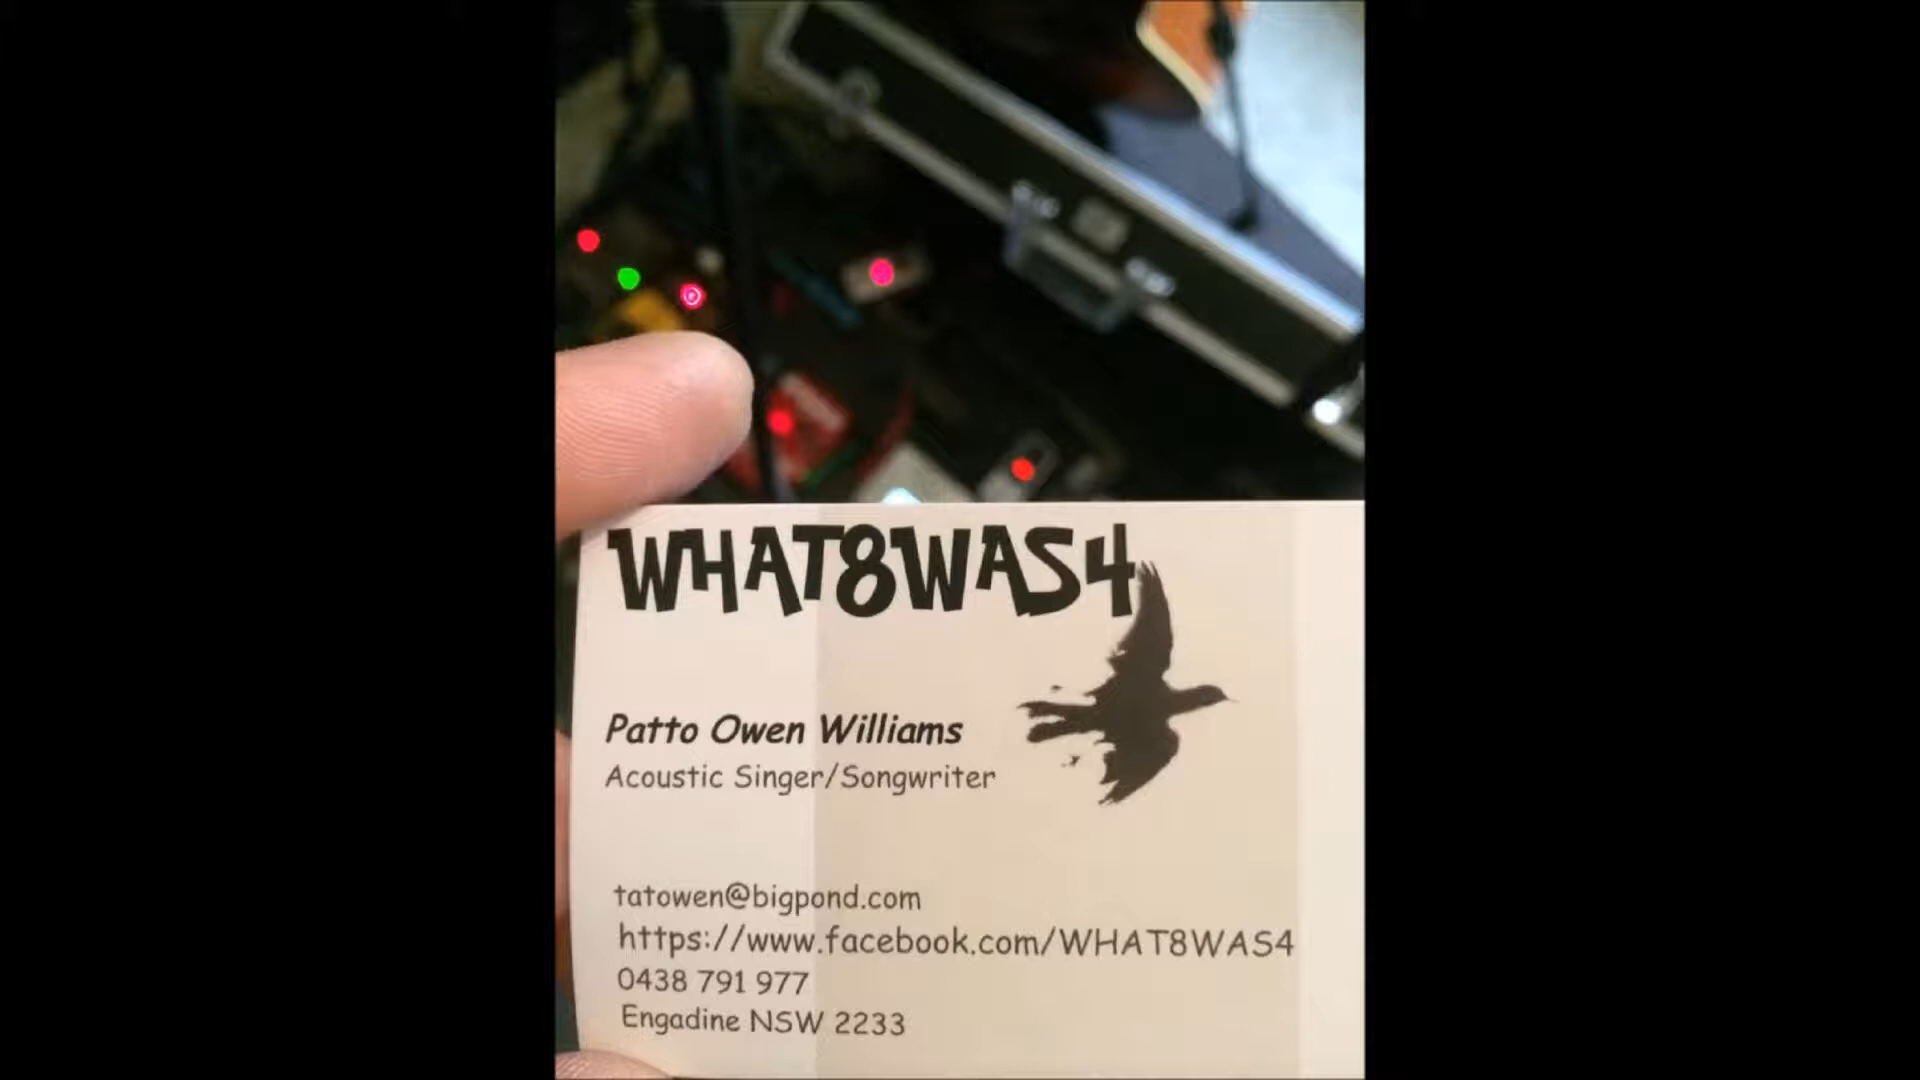 WHAT8WAS4
Patto Owen Williams
Acoustic Singer/Songwriter
tatowen@bigpond.com
https://www.facebook.com/WHAT8WAS4
0438 791 977
Engadine NSW 2233